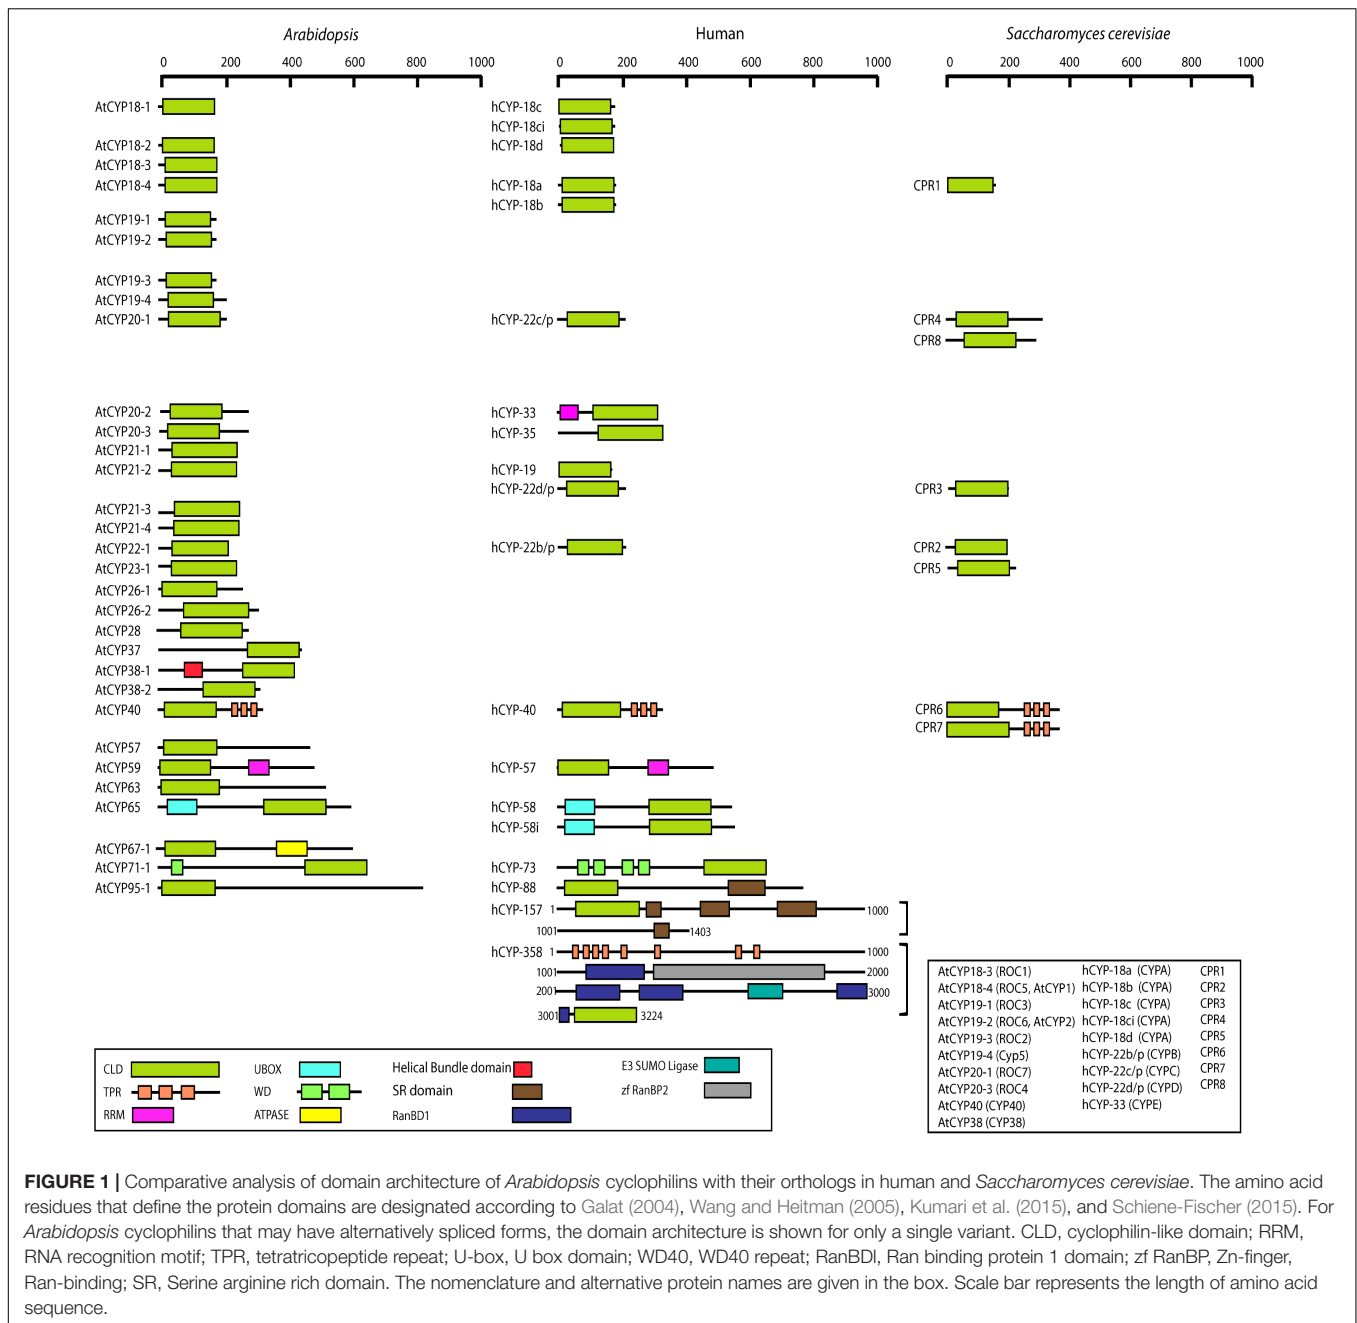 Arabidopsis Human Saccharomyces cerevisiae
0 200 400 600 800 1000 0 200 400 600 800 1000 0 200 400 600 800 1000
AtCYP18-1 hCYP-18c
hCYP-18ci
AtCYP18-2 hCYP-18d
AtCYP18-3
AtCYP18-4 hCYP-18a CPR1
hCYP-18b
AtCYP19-1
AtCYP19-2
AtCYP19-3
AtCYP19-4
AtCYP20-1 hCYP-22c/p CPR4
CPR8
AtCYP20-2 hCYP-33
AtCYP20-3 hCYP-35
AtCYP21-1
AtCYP21-2 hCYP-19
hCYP-22d/p CPR3
AtCYP21-3
AtCYP21-4
AtCYP22-1 hCYP-22b/p CPR2
AtCYP23-1 CPR5
AtCYP26-1
AtCYP26-2
AtCYP28
AtCYP37
AtCYP38-1
AtCYP38-2
AtCYP40 hCYP-40 CPR6
CPR7
AtCYP57
AtCYP59 hCYP-57
AtCYP63
AtCYP65 hCYP-58
hCYP-58i
AtCYP67-1
AtCYP71-1 hCYP-73
AtCYP95-1 hCYP-88
hCYP-157 1 1000
1001 1403
hCYP-358 1 1000
1001 2000
2001 3000
3001 3224
AtCYP18-3 (ROC1) hCYP-18a (CYPA) CPR1
AtCYP18-4 (ROC5, AtCYP1) hCYP-18b (CYPA) CPR2
AtCYP19-1 (ROC3) hCYP-18c (CYPA) CPR3
AtCYP19-2 (ROC6, AtCYP2) hCYP-18ci (CYPA) CPR4
AtCYP19-3 (ROC2) hCYP-18d (CYPA) CPR5
AtCYP19-4 (Cyp5) hCYP-22b/p (CYPB) CPR6
AtCYP20-1 (ROC7) hCYP-22c/p (CYPC) CPR7
AtCYP20-3 (ROC4 hCYP-22d/p (CYPD) CPR8
AtCYP40 (CYP40) hCYP-33 (CYPE)
AtCYP38 (CYP38)
CLD UBOX Helical Bundle domain E3 SUMO Ligase
TPR WD SR domain zf RanBP2
RRM ATPASE RanBD1
FIGURE 1 | Comparative analysis of domain architecture of Arabidopsis cyclophilins with their orthologs in human and Saccharomyces cerevisiae. The amino acid
residues that define the protein domains are designated according to Galat (2004), Wang and Heitman (2005), Kumari et al. (2015), and Schiene-Fischer (2015). For
Arabidopsis cyclophilins that may have alternatively spliced forms, the domain architecture is shown for only a single variant. CLD, cyclophilin-like domain; RRM,
RNA recognition motif; TPR, tetratricopeptide repeat; U-box, U box domain; WD40, WD40 repeat; RanBDI, Ran binding protein 1 domain; zf RanBP, Zn-finger,
Ran-binding; SR, Serine arginine rich domain. The nomenclature and alternative protein names are given in the box. Scale bar represents the length of amino acid
sequence.